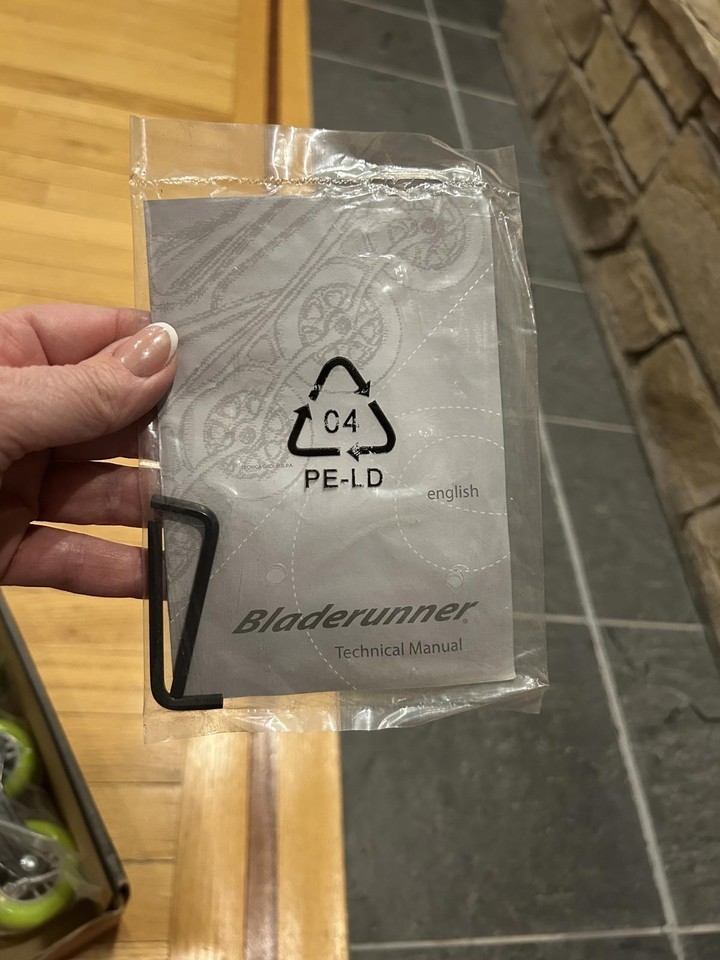 04
PE-LD
english
Bladerunner®
Technical Manual